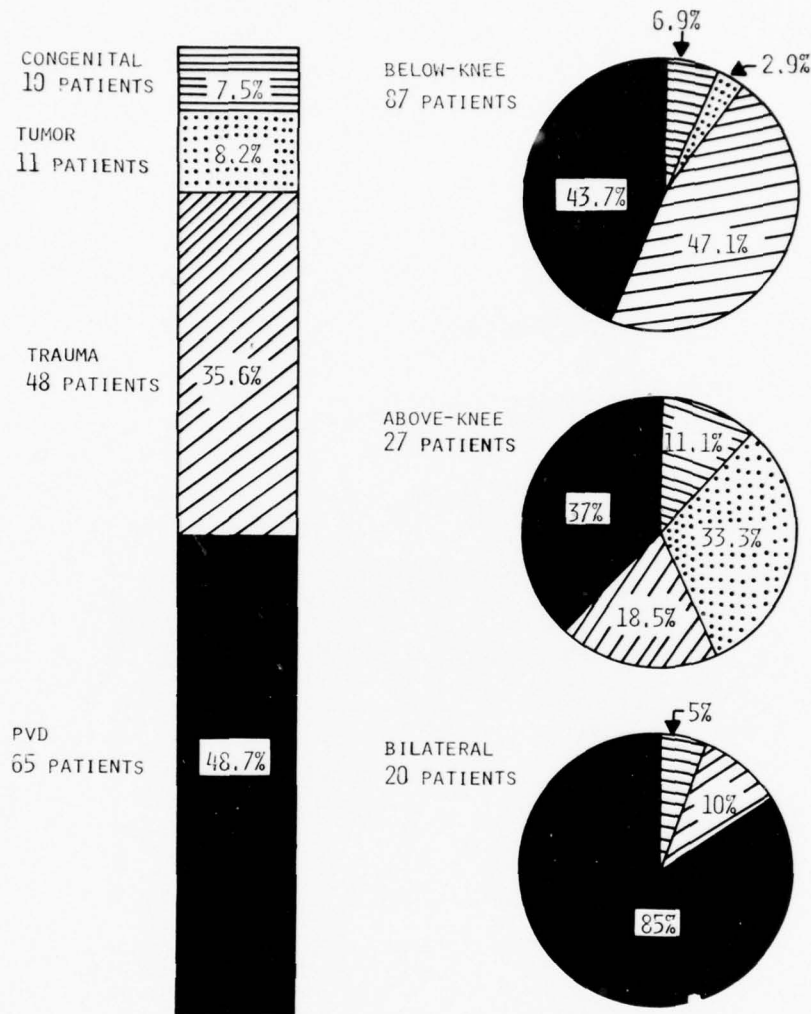 CONGENITAL
10 PATIENTS
7.5%
TUMOR
11 PATIENTS
8.2%
TRAUMA
48 PATIENTS
35.6%
PVD
65 PATIENTS
48.7%
6.9%
2.9%
BELOW-KNEE
87 PATIENTS
43.7%
47.1%
ABOVE-KNEE
27 PATIENTS
11.1%
37%
33.3%
18.5%
5%
BILATERAL
20 PATIENTS
10%
85%